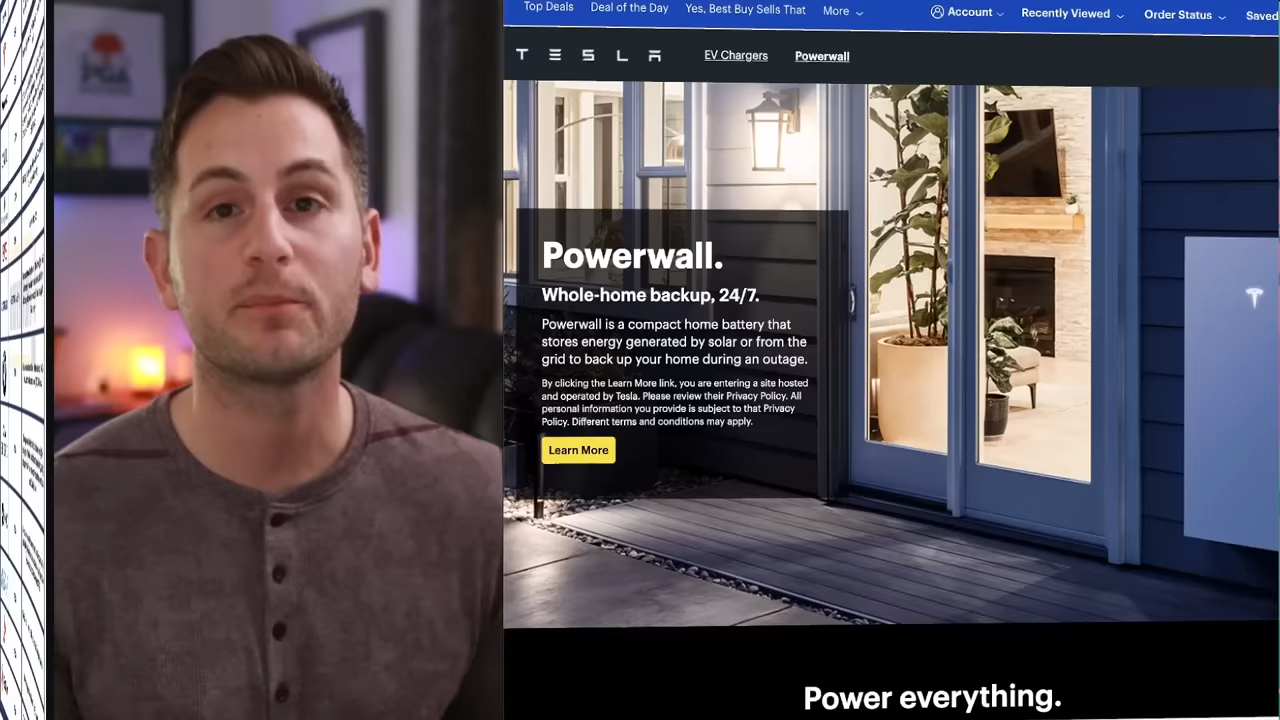 PGA
Top Deals
Deal of the Day
Yes, Best Buy Sells That
More
Account
Recently Viewed
Order Status
Saved
TESLA
EV Chargers
Powerwall
Powerwall.
Whole-home backup, 24/7.
Powerwall is a compact home battery that
stores energy generated by solar or from the
grid to back up your home during an outage.
By clicking the Learn More link, you are entering a site hosted
and operated by Tesla. Please review their Privacy Policy. All
personal information you provide is subject to that Privacy
Policy. Different terms and conditions may apply.
Learn More
Power everything.